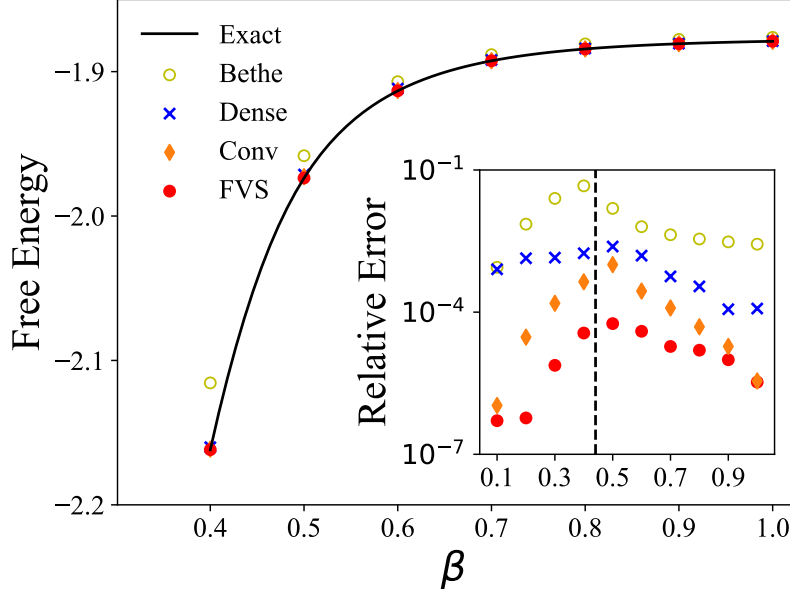 Exact
Bethe
Dense
Conv
FVS
Free Energy
−1.9
−2.0
−2.1
−2.2
0.4 0.5 0.6 0.7 0.8 0.9 1.0
β
Relative Error
10⁻¹
10⁻⁴
10⁻⁷
0.1 0.3 0.5 0.7 0.9